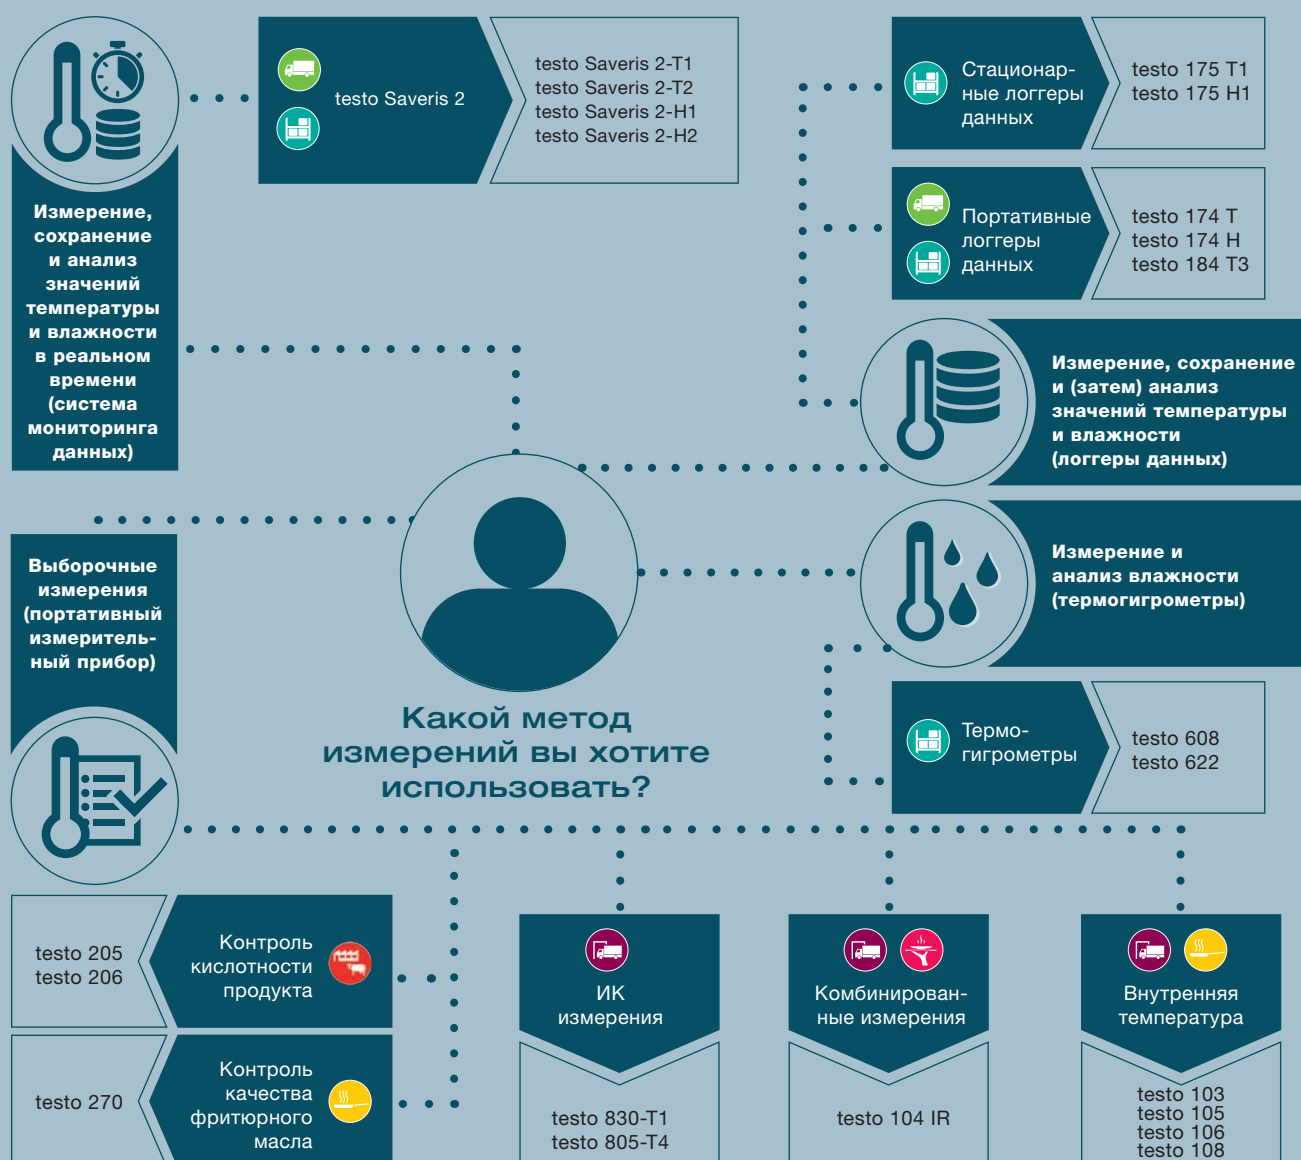 testo Saveris 2
testo Saveris 2-T1
testo Saveris 2-T2
testo Saveris 2-H1
testo Saveris 2-H2
Измерение,
сохранение
и анализ
значений
температуры
и влажности
в реальном
времени
(система
мониторинга
данных)
Стационар-
ные логгеры
данных
testo 175 T1
testo 175 H1
Портативные
логгеры
данных
testo 174 T
testo 174 H
testo 184 T3
Измерение, сохранение
и (затем) анализ
значений температуры
и влажности
(логгеры данных)
Измерение и
анализ влажности
(термогигрометры)
Термо-
гигрометры
testo 608
testo 622
Выборочные
измерения
(портативный
измеритель-
ный прибор)
Какой метод
измерений вы хотите
использовать?
testo 205
testo 206
Контроль
кислотности
продукта
testo 270
Контроль
качества
фритюрного
масла
ИК
измерения
testo 830-T1
testo 805-T4
Комбинирован-
ные измерения
testo 104 IR
Внутренняя
температура
testo 103
testo 105
testo 106
testo 108